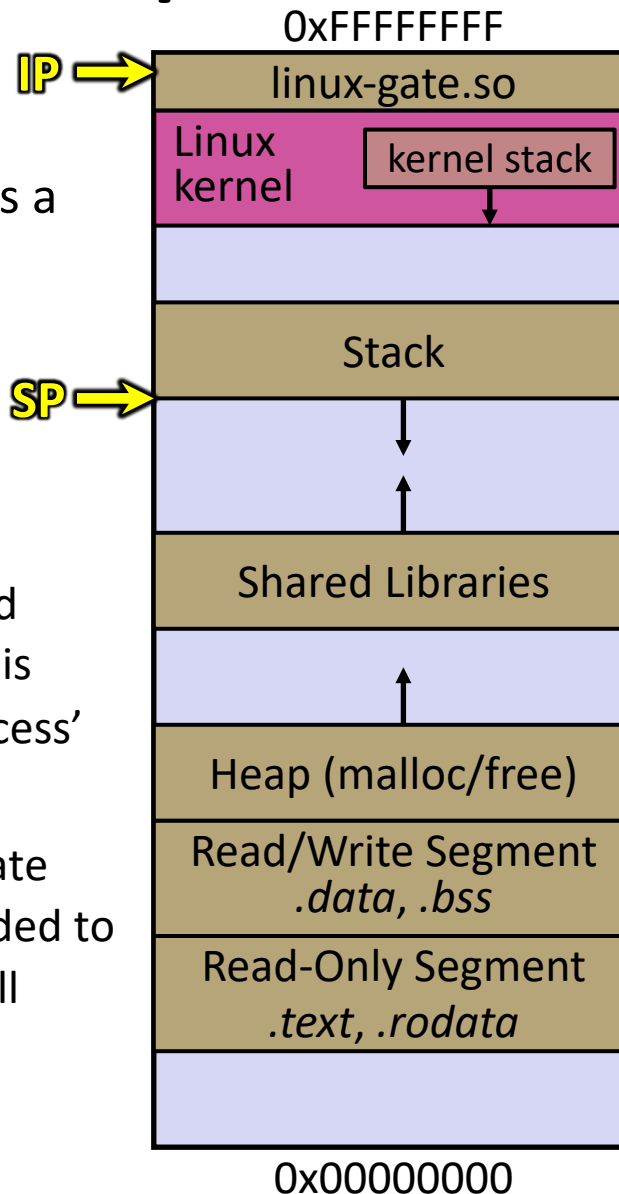 0xFFFFFFFF
IP
linux-gate.so
Linux
kernel
kernel stack
s a
Stack
SP
Shared Libraries
d
is
cess’
Heap (malloc/free)
Read/Write Segment
.data, .bss
ate
ded to
ll
Read-Only Segment
.text, .rodata
0x00000000